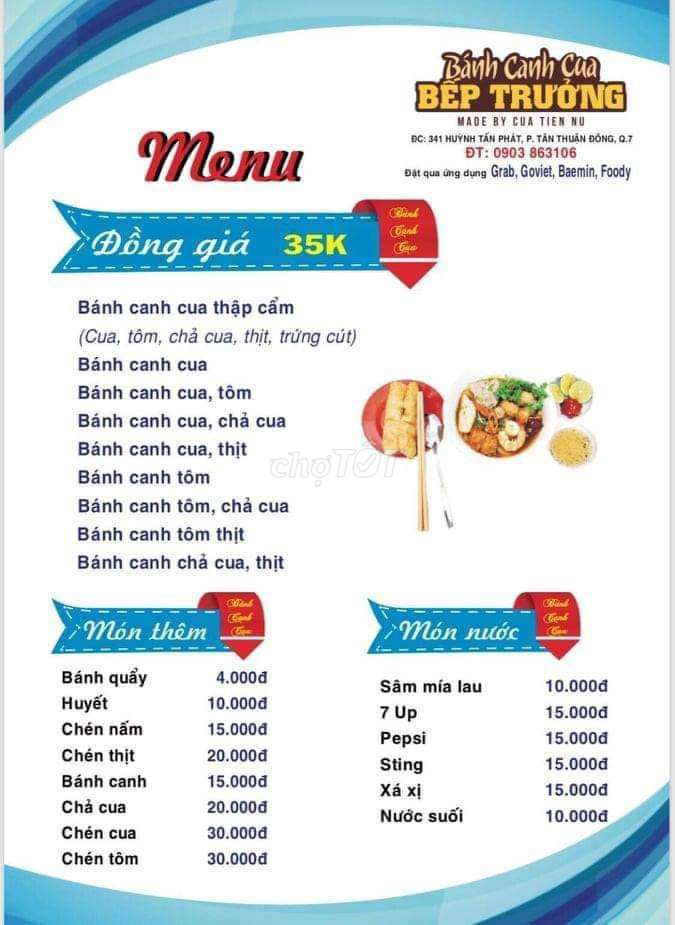 Bánh Canh Cua
BẾP TRƯỞNG
MADE BY CUA TIEN NU
ĐC: 341 HUỲNH TẤN PHÁT, P. TÂN THUẬN ĐÔNG, Q.7
ĐT: 0903 863106
Đặt qua ứng dụng Grab, Goviet, Baemin, Foody
Menu
Đồng giá 35K
Bánh
Canh
Cua
Bánh canh cua thập cẩm
(Cua, tôm, chả cua, thịt, trứng cút)
Bánh canh cua
Bánh canh cua, tôm
Bánh canh cua, chả cua
Bánh canh cua, thịt
Bánh canh tôm
Bánh canh tôm, chả cua
Bánh canh tôm thịt
Bánh canh chả cua, thịt
chợTỐT
Món thêm
Bánh
Canh
Cua
Bánh quẩy 4.000đ
Huyết 10.000đ
Chén nấm 15.000đ
Chén thịt 20.000đ
Bánh canh 15.000đ
Chả cua 20.000đ
Chén cua 30.000đ
Chén tôm 30.000đ
Món nước
Bánh
Canh
Cua
Sâm mía lau 10.000đ
7 Up 15.000đ
Pepsi 15.000đ
Sting 15.000đ
Xá xị 15.000đ
Nước suối 10.000đ